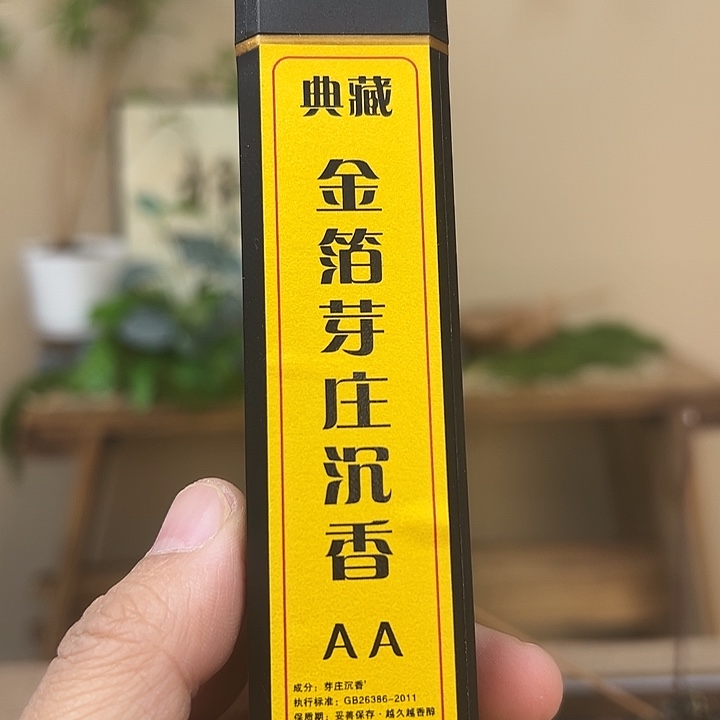 典藏
金箔芽庄沉香
AA
成分：芽庄沉香
执行标准：GB26386-2011
保质期：妥善保存·越久越香醇